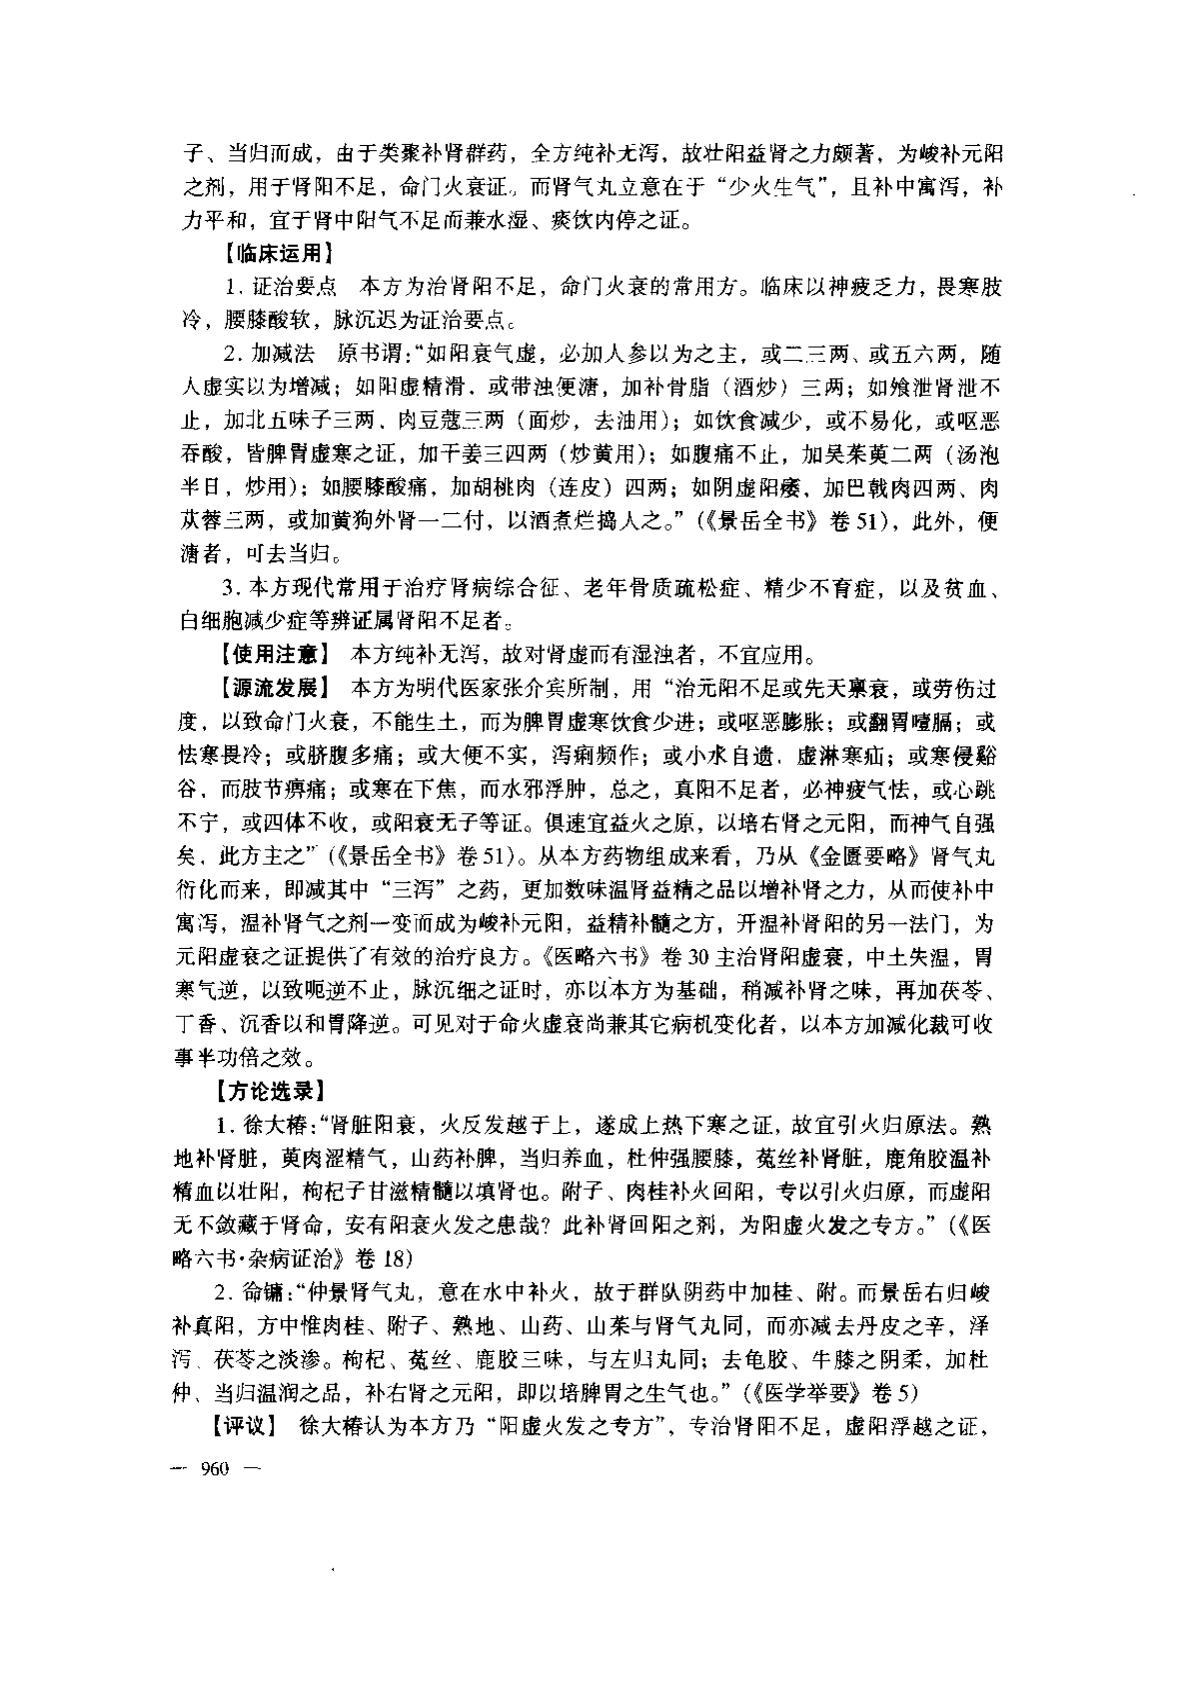 子、当归而成，由于类聚补肾群药，全方纯补无泻，故壮阳益肾之力颇著，为峻补元阳
之剂，用于肾阳不足，命门火衰证。而肾气丸立意在于“少火生气”，且补中寓泻，补
力平和，宜于肾中阳气不足而兼水湿、痰饮内停之证。
【临床运用】
1. 证治要点　本方为治肾阳不足，命门火衰的常用方。临床以神疲乏力，畏寒肢
冷，腰膝酸软，脉沉迟为证治要点。
2. 加减法　原书谓：“如阳衰气虚，必加人参以为之主，或二三两、或五六两，随
人虚实以为增减；如阳虚精滑、或带浊便溏，加补骨脂（酒炒）三两；如飧泄肾泄不
止，加北五味子三两、肉豆蔻三两（面炒，去油用）；如饮食减少，或不易化，或呕恶
吞酸，皆脾胃虚寒之证，加干姜三四两（炒黄用）；如腹痛不止，加吴茱萸二两（汤泡
半日，炒用）；如腰膝酸痛，加胡桃肉（连皮）四两；如阴虚阳痿，加巴戟肉四两、肉
苁蓉三两，或加黄狗外肾一二付，以酒煮烂捣入之。”（《景岳全书》卷 51），此外，便
溏者，可去当归。
3. 本方现代常用于治疗肾病综合征、老年骨质疏松症、精少不育症，以及贫血、
白细胞减少症等辨证属肾阳不足者。
【使用注意】　本方纯补无泻，故对肾虚而有湿浊者，不宜应用。
【源流发展】　本方为明代医家张介宾所制，用“治元阳不足或先天禀衰，或劳伤过
度，以致命门火衰，不能生土，而为脾胃虚寒饮食少进；或呕恶膨胀；或翻胃噎膈；或
怯寒畏冷；或脐腹多痛；或大便不实，泻痢频作；或小水自遗、虚淋寒疝；或寒侵谿
谷、而肢节痹痛；或寒在下焦，而水邪浮肿，总之，真阳不足者，必神疲气怯，或心跳
不宁，或四体不收，或阳衰无子等证。俱速宜益火之原，以培右肾之元阳，而神气自强
矣，此方主之”（《景岳全书》卷 51）。从本方药物组成来看，乃从《金匮要略》肾气丸
衍化而来，即减其中“三泻”之药，更加数味温肾益精之品以增补肾之力，从而使补中
寓泻，温补肾气之剂一变而成为峻补元阳，益精补髓之方，开温补肾阳的另一法门，为
元阳虚衰之证提供了有效的治疗良方。《医略六书》卷 30 主治肾阳虚衰，中土失温，胃
寒气逆，以致呃逆不止，脉沉细之证时，亦以本方为基础，稍减补肾之味，再加茯苓、
丁香、沉香以和胃降逆。可见对于命火虚衰尚兼其它病机变化者，以本方加减化裁可收
事半功倍之效。
【方论选录】
1. 徐大椿：“肾脏阳衰，火反发越于上，遂成上热下寒之证，故宜引火归原法。熟
地补肾脏，萸肉涩精气，山药补脾，当归养血，杜仲强腰膝，菟丝补肾脏，鹿角胶温补
精血以壮阳，枸杞子甘滋精髓以填肾也。附子、肉桂补火回阳，专以引火归原，而虚阳
无不敛藏于肾命，安有阳衰火发之患哉？此补肾回阳之剂，为阳虚火发之专方。”（《医
略六书·杂病证治》卷 18）
2. 俞镛：“仲景肾气丸，意在水中补火，故于群队阴药中加桂、附。而景岳右归峻
补真阳，方中惟肉桂、附子、熟地、山药、山茱与肾气丸同，而亦减去丹皮之辛，泽
泻、茯苓之淡渗。枸杞、菟丝、鹿胶三味，与左归丸同；去龟胶、牛膝之阴柔，加杜
仲、当归温润之品，补右肾之元阳，即以培脾胃之生气也。”（《医学举要》卷 5）
【评议】　徐大椿认为本方乃“阳虚火发之专方”，专治肾阳不足，虚阳浮越之证，
— 960 —